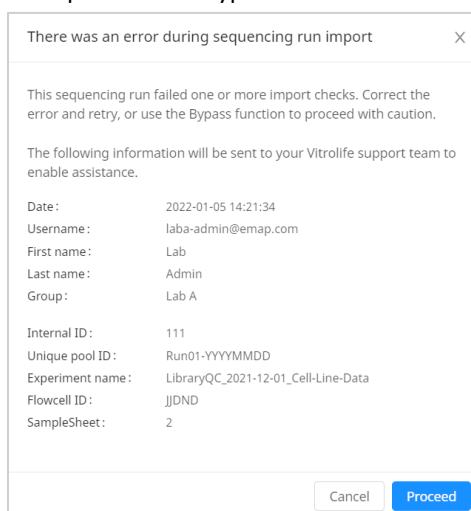 There was an error during sequencing run import
This sequencing run failed one or more import checks. Correct the
error and retry, or use the Bypass function to proceed with caution.
The following information will be sent to your Vitrolife support team to
enable assistance.
Date: 2022-01-05 14:21:34
Username: laba-admin@emap.com
First name: Lab
Last name: Admin
Group: Lab A
Internal ID: 111
Unique pool ID: Run01-YYYYMMDD
Experiment name: LibraryQC_2021-12-01_Cell-Line-Data
Flowcell ID: JJDND
SampleSheet: 2
Cancel Proceed